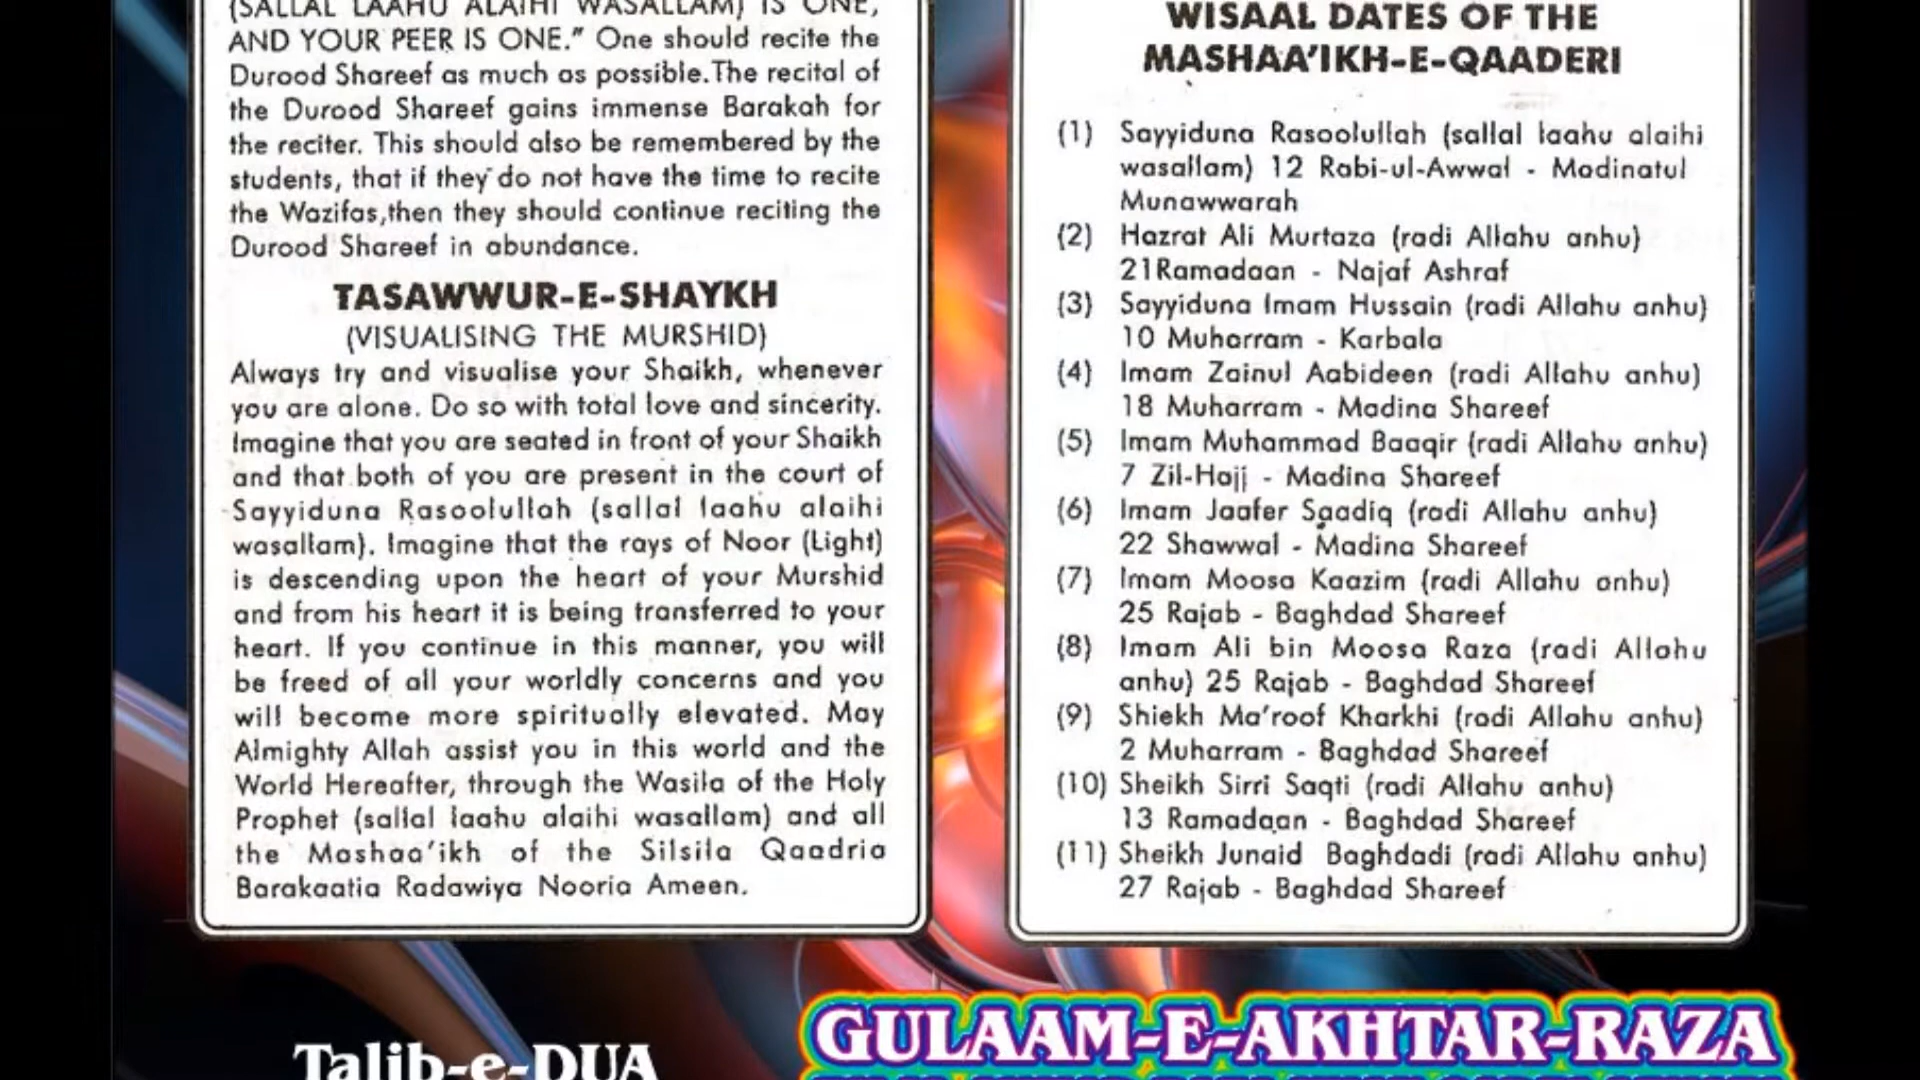 (SALLAL LAAHU ALAIHI WASALLAM) IS ONE,
AND YOUR PEER IS ONE.” One should recite the
Durood Shareef as much as possible.The recital of
the Durood Shareef gains immense Barakah for
the reciter. This should also be remembered by the
students, that if they do not have the time to recite
the Wazifas,then they should continue reciting the
Durood Shareef in abundance.
TASAWWUR-E-SHAYKH
(VISUALISING THE MURSHID)
Always try and visualise your Shaikh, whenever
you are alone. Do so with total love and sincerity.
Imagine that you are seated in front of your Shaikh
and that both of you are present in the court of
Sayyiduna Rasoolullah (sallal laahu alaihi
wasallam). Imagine that the rays of Noor (Light)
is descending upon the heart of your Murshid
and from his heart it is being transferred to your
heart. If you continue in this manner, you will
be freed of all your worldly concerns and you
will become more spiritually elevated. May
Almighty Allah assist you in this world and the
World Hereafter, through the Wasila of the Holy
Prophet (sallal laahu alaihi wasallam) and all
the Mashaa’ikh of the Silsila Qaadria
Barakaatia Radawiya Nooria Ameen.
WISAAL DATES OF THE
MASHAA’IKH-E-QAADERI
(1) Sayyiduna Rasoolullah (sallal laahu alaihi
wasallam) 12 Rabi-ul-Awwal - Madinatul
Munawwarah
(2) Hazrat Ali Murtaza (radi Allahu anhu)
21Ramadaan - Najaf Ashraf
(3) Sayyiduna Imam Hussain (radi Allahu anhu)
10 Muharram - Karbala
(4) Imam Zainul Aabideen (radi Allahu anhu)
18 Muharram - Madina Shareef
(5) Imam Muhammad Baaqir (radi Allahu anhu)
7 Zil-Hajj - Madina Shareef
(6) Imam Jaafer Saadiq (radi Allahu anhu)
22 Shawwal - Madina Shareef
(7) Imam Moosa Kaazim (radi Allahu anhu)
25 Rajab - Baghdad Shareef
(8) Imam Ali bin Moosa Raza (radi Allahu
anhu) 25 Rajab - Baghdad Shareef
(9) Shiekh Ma’roof Kharkhi (radi Allahu anhu)
2 Muharram - Baghdad Shareef
(10) Sheikh Sirri Saqti (radi Allahu anhu)
13 Ramadaan - Baghdad Shareef
(11) Sheikh Junaid Baghdadi (radi Allahu anhu)
27 Rajab - Baghdad Shareef
Talib-e-DUA
GULAAM-E-AKHTAR-RAZA